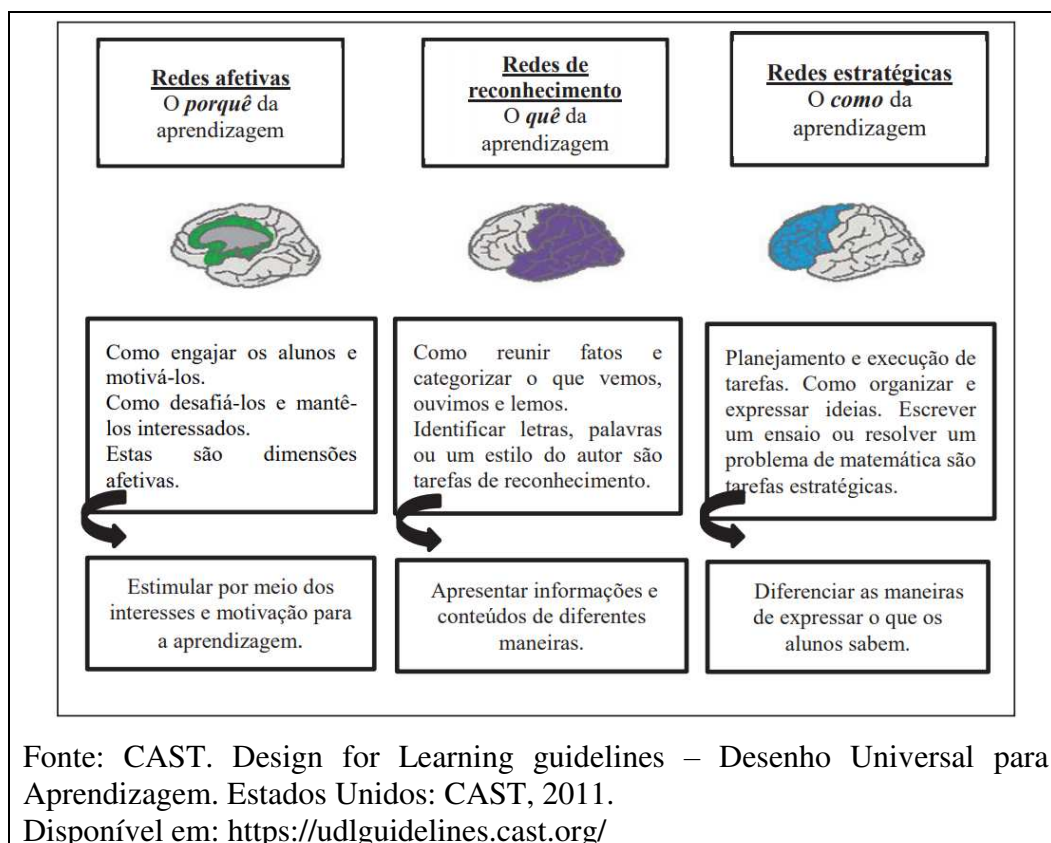 Redes afetivas
O porquê da
aprendizagem
Redes de
reconhecimento
O quê da
aprendizagem
Redes estratégicas
O como da
aprendizagem
Como engajar os alunos e
motivá-los.
Como desafiá-los e mantê-
los interessados.
Estas são dimensões
afetivas.
Como reunir fatos e
categorizar o que vemos,
ouvimos e lemos.
Identificar letras, palavras
ou um estilo do autor são
tarefas de reconhecimento.
Planejamento e execução de
tarefas. Como organizar e
expressar ideias. Escrever
um ensaio ou resolver um
problema de matemática são
tarefas estratégicas.
Estimular por meio dos
interesses e motivação para
a aprendizagem.
Apresentar informações e
conteúdos de diferentes
maneiras.
Diferenciar as maneiras
de expressar o que os
alunos sabem.
Fonte: CAST. Design for Learning guidelines – Desenho Universal para
Aprendizagem. Estados Unidos: CAST, 2011.
Disponível em: https://udlguidelines.cast.org/